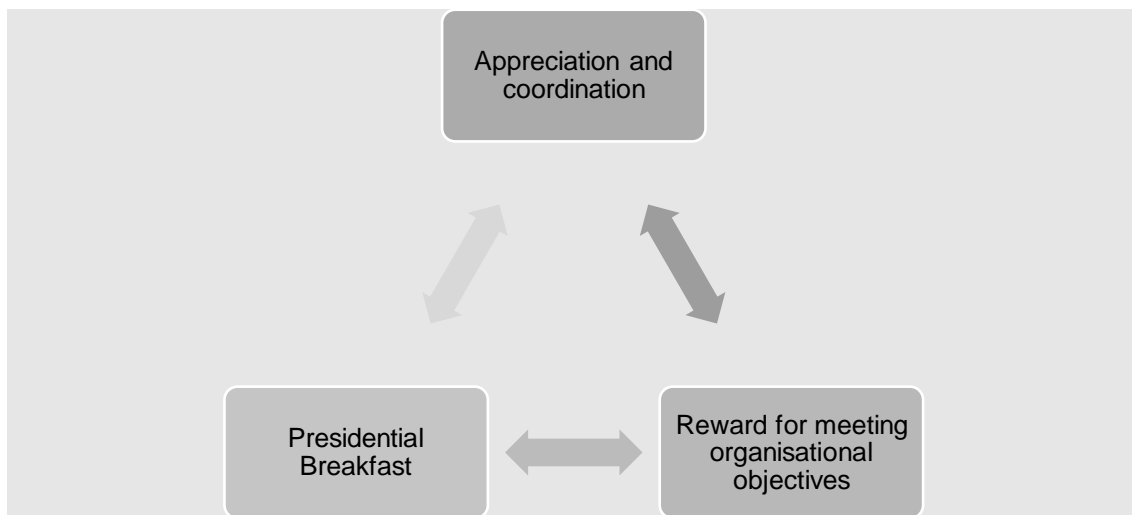 Appreciation and
coordination
Presidential
Breakfast
Reward for meeting
organisational
objectives